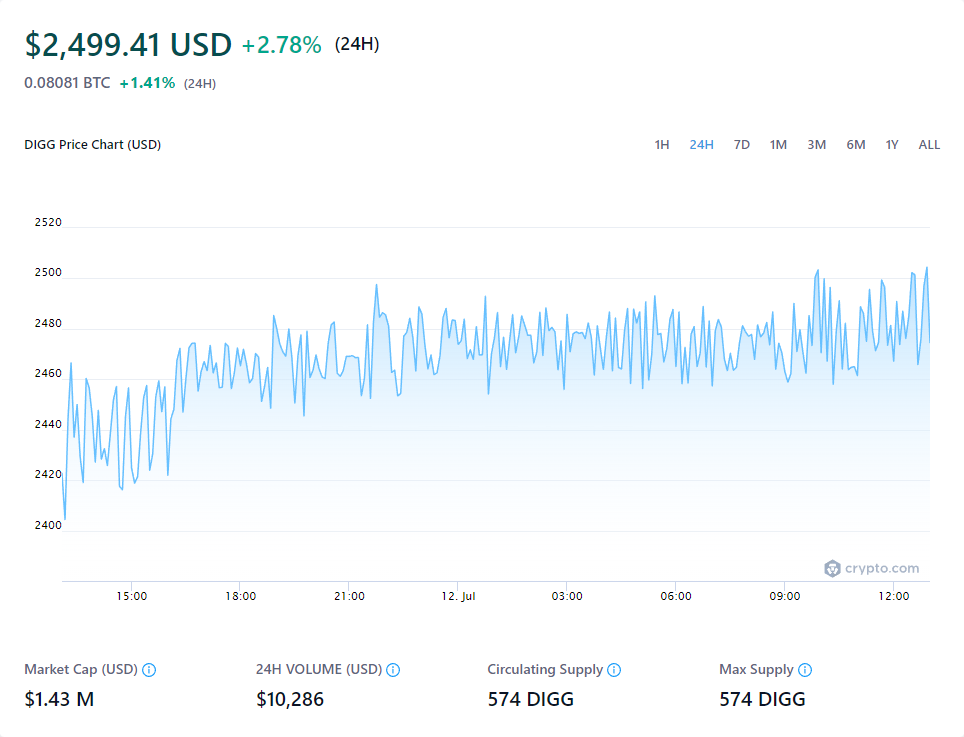 $2,499.41 USD +2.78% (24H)
0.08081 BTC +1.41% (24H)
DIGG Price Chart (USD) 1H 24H 7D 1M 3M 6M 1Y ALL
2520
2500
2480
2460
2440
2420
2400
crypto.com
15:00 18:00 21:00 12. Jul 03:00 06:00 09:00 12:00
Market Cap (USD) 24H VOLUME (USD) Circulating Supply Max Supply
$1.43 M $10,286 574 DIGG 574 DIGG